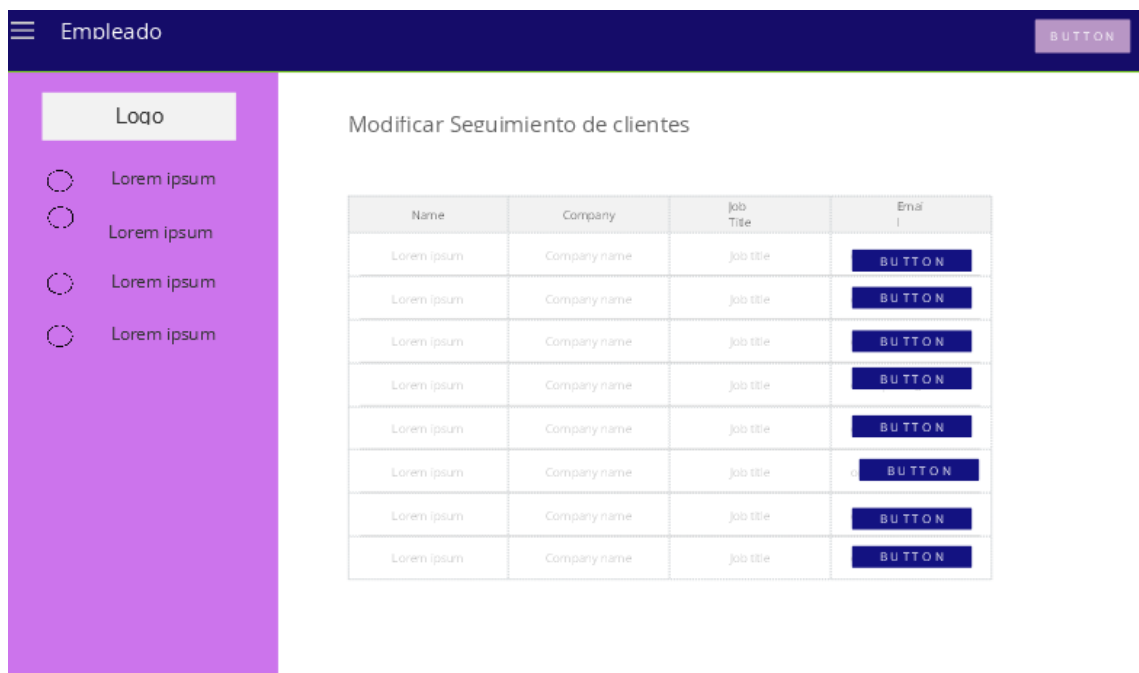 Empleado
BUTTON
Logo
Lorem ipsum
Lorem ipsum
Lorem ipsum
Lorem ipsum
Modificar Seguimiento de clientes
Name Company Job Title Email
Lorem ipsum Company name Job title BUTTON
Lorem ipsum Company name Job title BUTTON
Lorem ipsum Company name Job title BUTTON
Lorem ipsum Company name Job title BUTTON
Lorem ipsum Company name Job title BUTTON
Lorem ipsum Company name Job title BUTTON
Lorem ipsum Company name Job title BUTTON
Lorem ipsum Company name Job title BUTTON